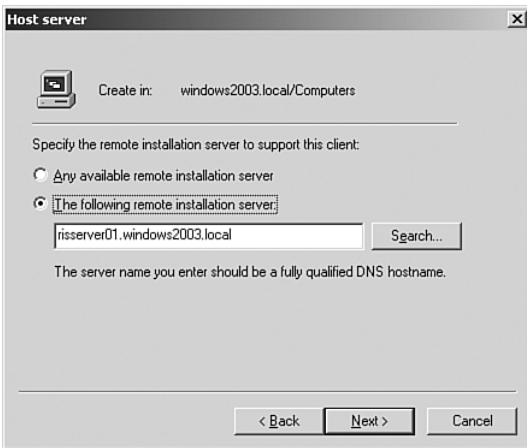 Host server
Create in: windows2003.local/Computers
Specify the remote installation server to support this client:
Any available remote installation server
The following remote installation server:
risserver01.windows2003.local
Search...
The server name you enter should be a fully qualified DNS hostname.
< Back
Next >
Cancel